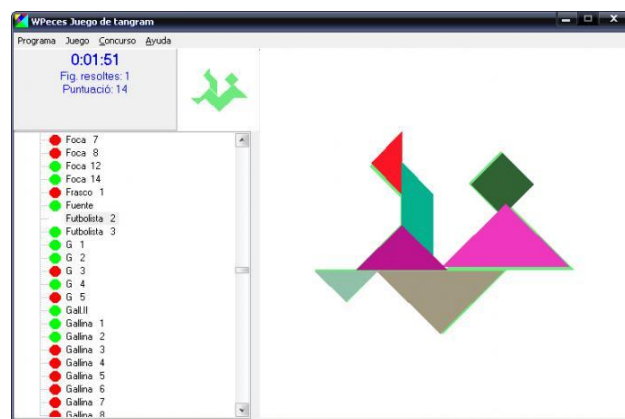 WPeces Juego de tangram
Programa Juego Concurso Ayuda
0:01:51
Fig. resoltes: 1
Puntuació: 14
Foca 7
Foca 8
Foca 12
Foca 14
Frasco 1
Fuente
Futbolista 2
Futbolista 3
G 1
G 2
G 3
G 4
G 5
Gall.II
Gallina 1
Gallina 2
Gallina 3
Gallina 4
Gallina 5
Gallina 6
Gallina 7
Gallina 8